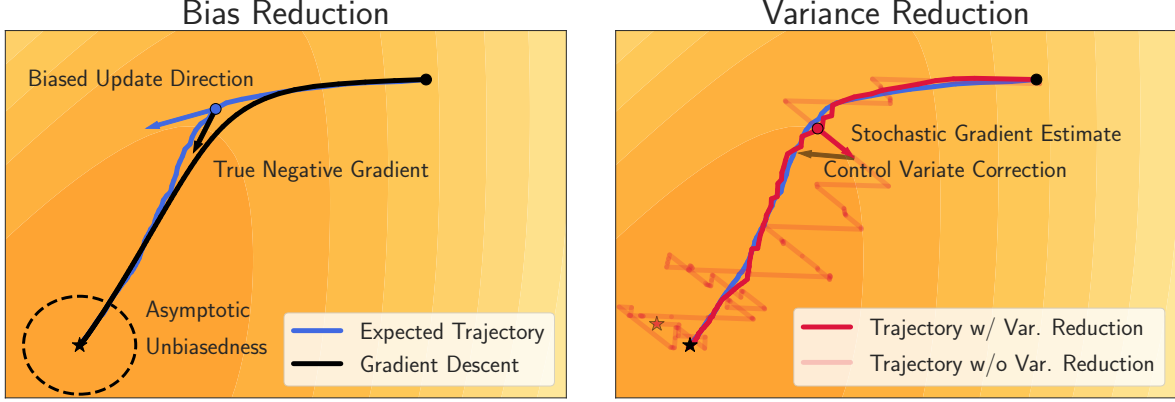 Bias Reduction
Biased Update Direction
True Negative Gradient
Asymptotic
Unbiasedness
Expected Trajectory
Gradient Descent
Variance Reduction
Stochastic Gradient Estimate
Control Variate Correction
Trajectory w/ Var. Reduction
Trajectory w/o Var. Reduction